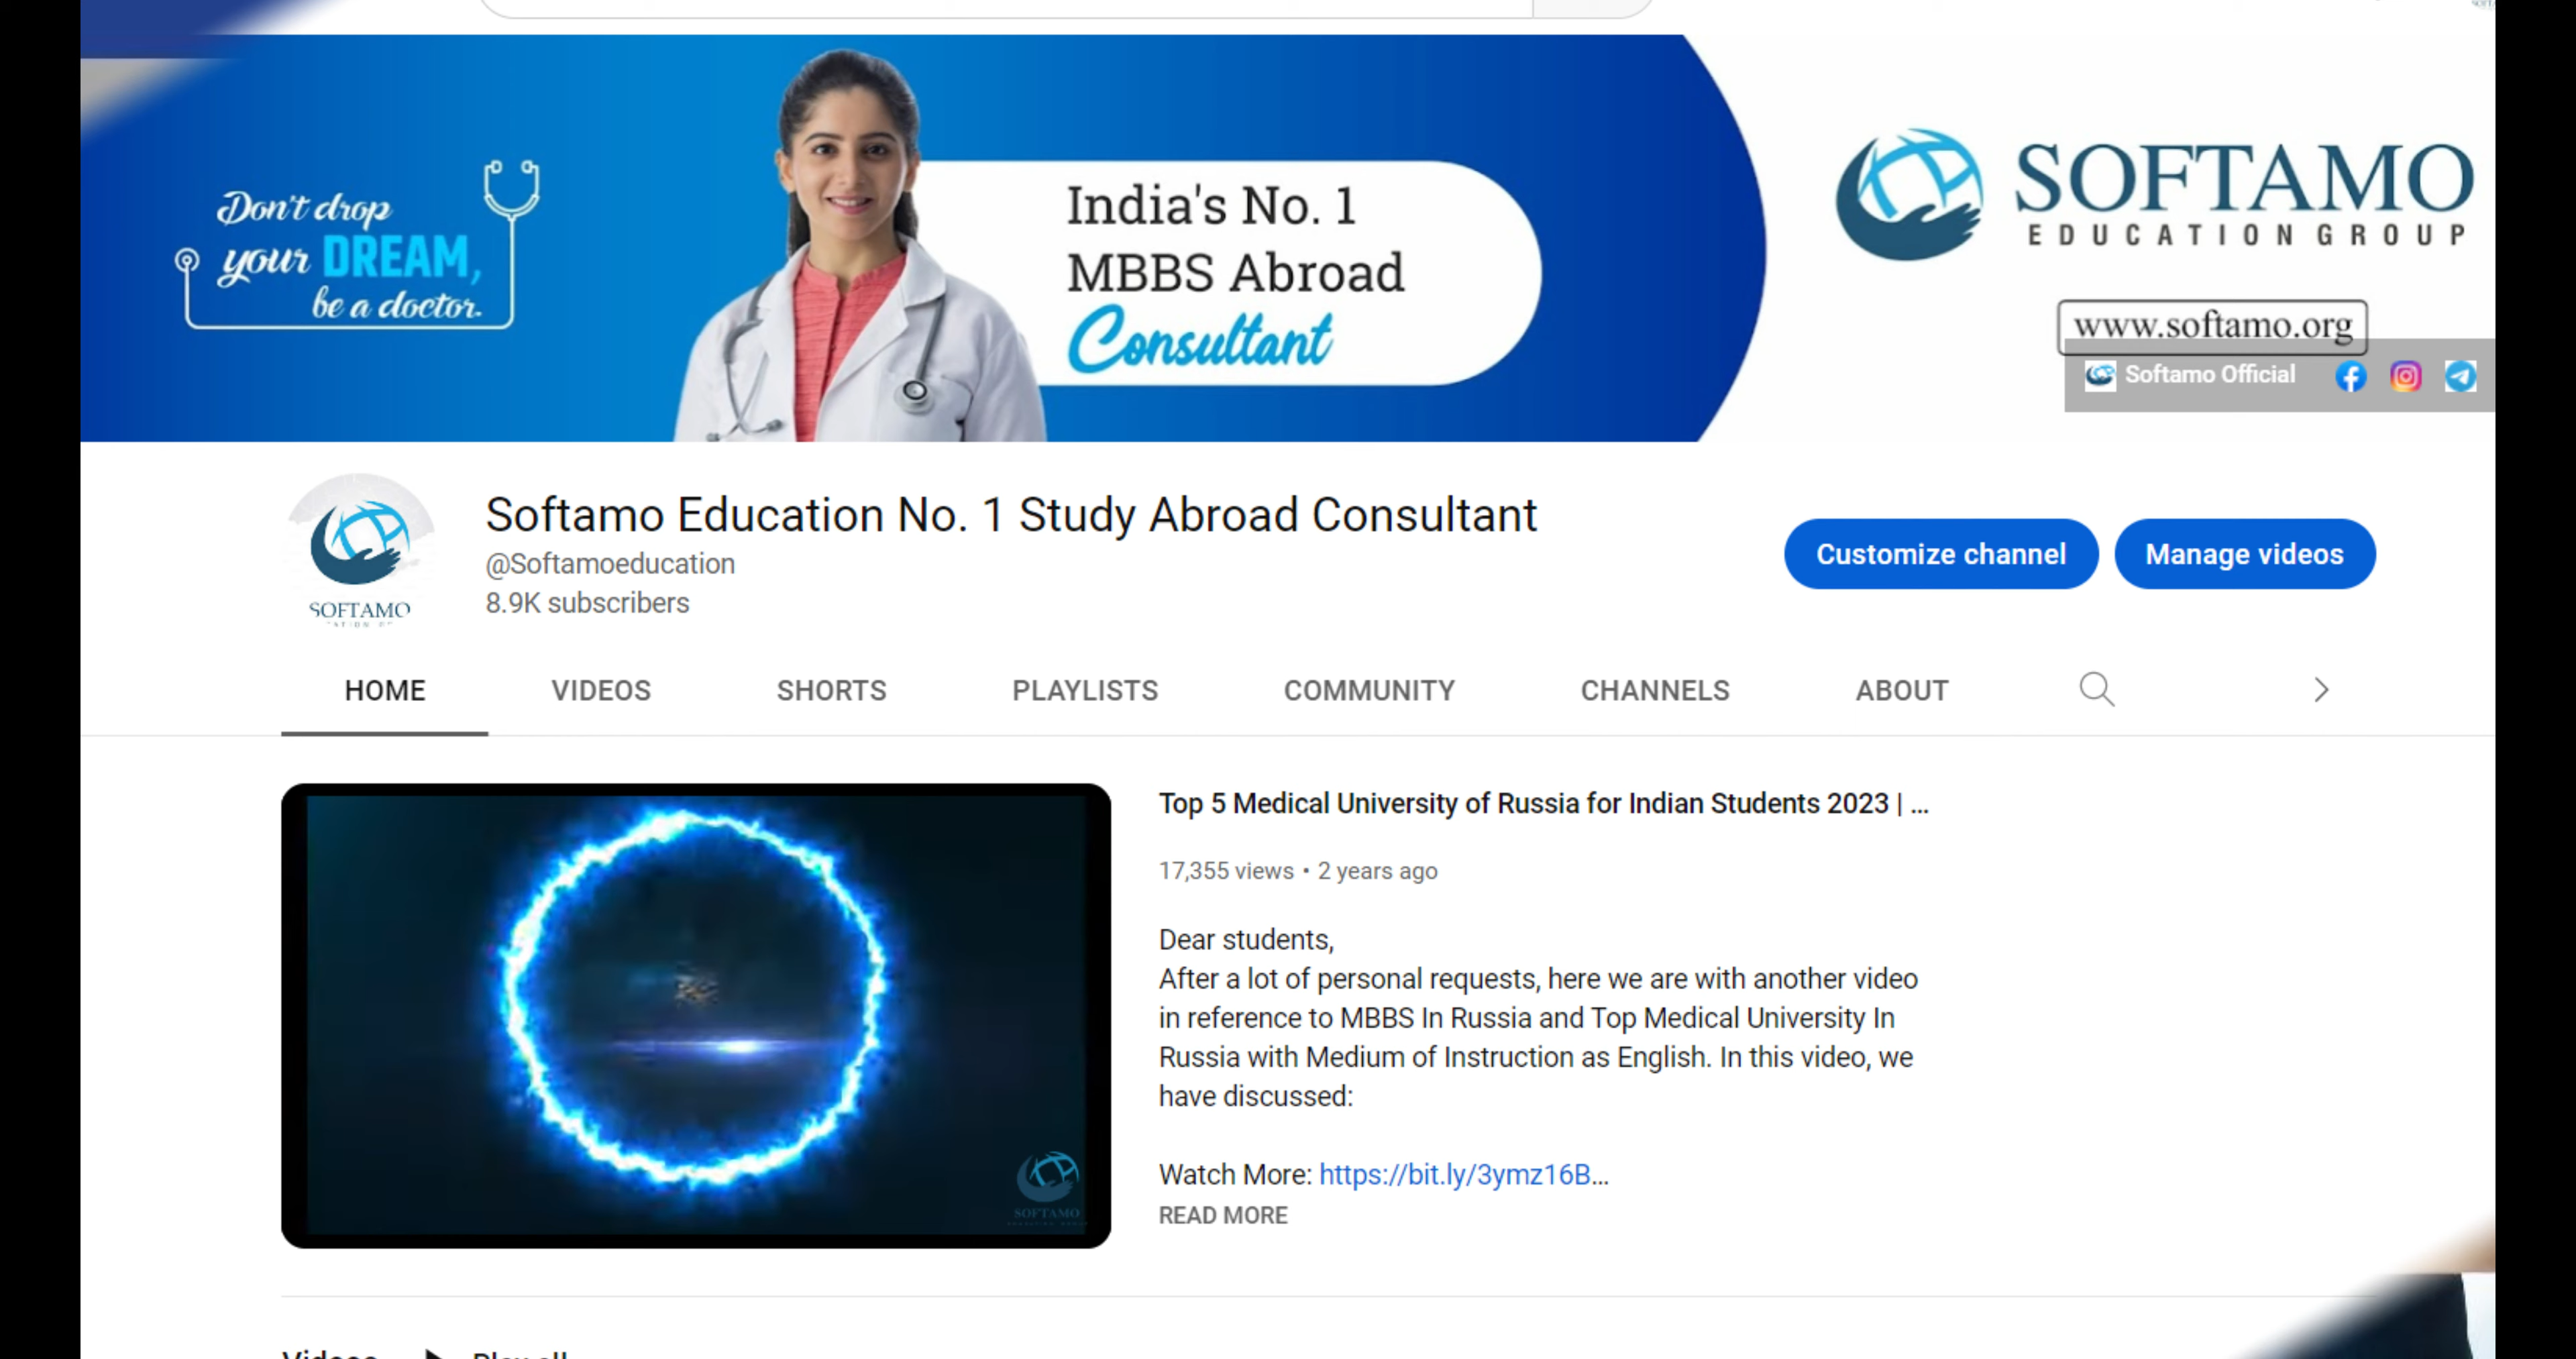 Don't drop
your DREAM,
be a doctor.
India's No. 1
MBBS Abroad
Consultant
SOFTAMO
EDUCATION GROUP
www.softamo.org
Softamo Official
SOFTAMO
Softamo Education No. 1 Study Abroad Consultant
@Softamoeducation
8.9K subscribers
Customize channel
Manage videos
HOME
VIDEOS
SHORTS
PLAYLISTS
COMMUNITY
CHANNELS
ABOUT
Top 5 Medical University of Russia for Indian Students 2023 | ...
17,355 views • 2 years ago
Dear students,
After a lot of personal requests, here we are with another video
in reference to MBBS In Russia and Top Medical University In
Russia with Medium of Instruction as English. In this video, we
have discussed:
Watch More: https://bit.ly/3ymz16B...
READ MORE
SOFTAMO
Videos
Play all